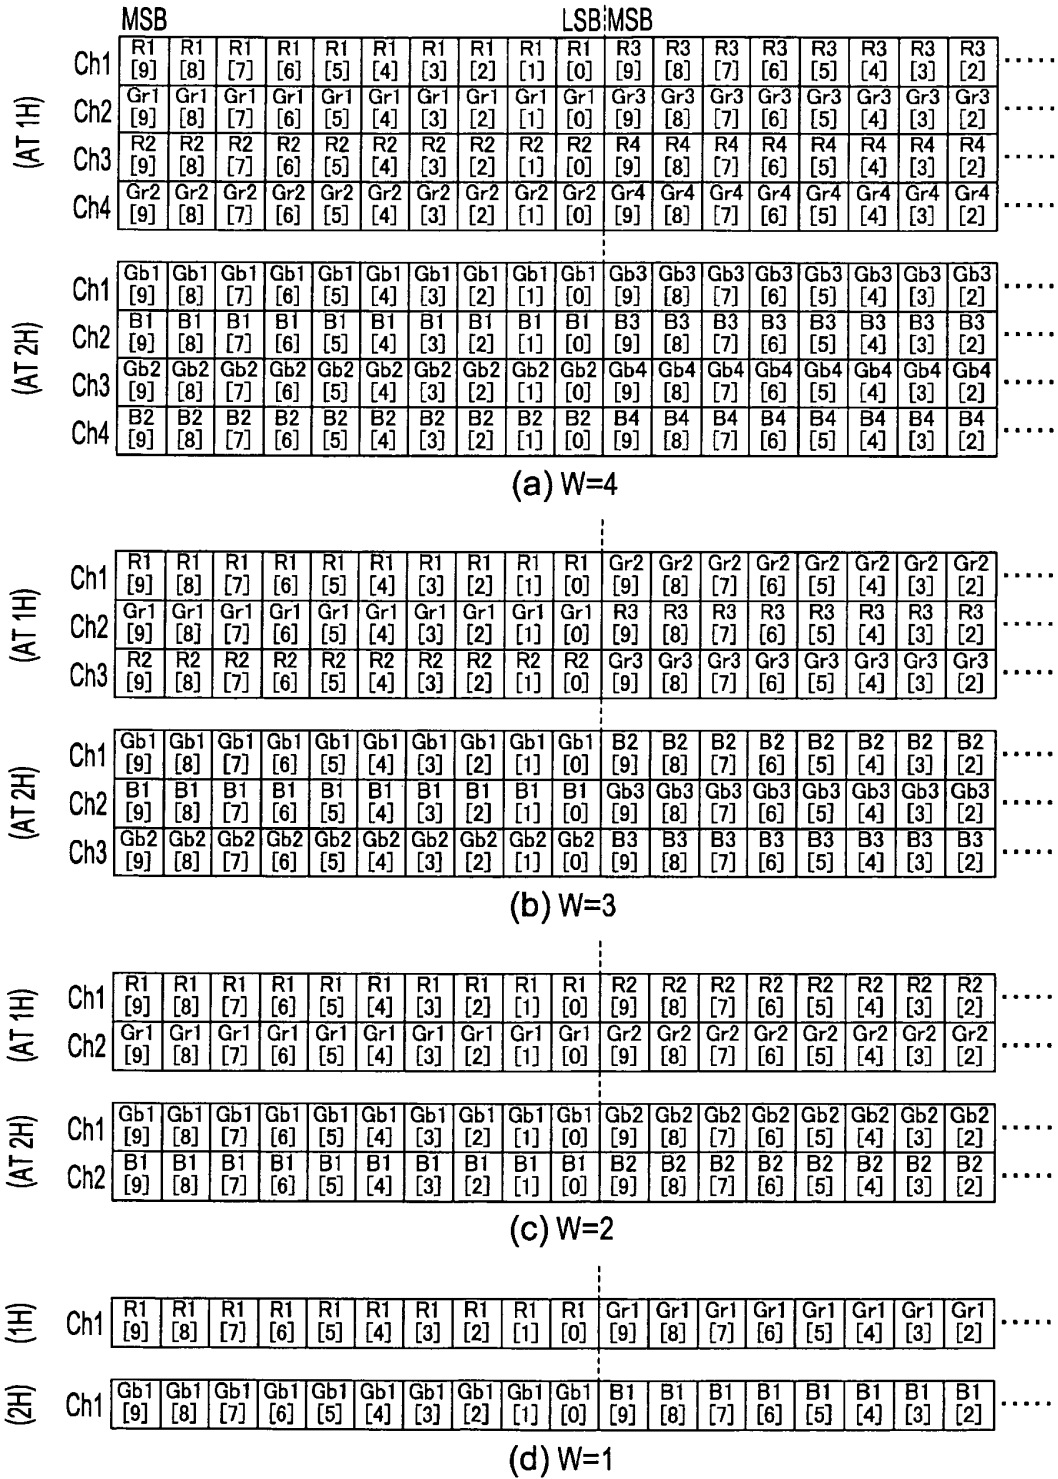 MSB LSB MSB
(AT 1H)
Ch1 R1[9] R1[8] R1[7] R1[6] R1[5] R1[4] R1[3] R1[2] R1[1] R1[0] R3[9] R3[8] R3[7] R3[6] R3[5] R3[4] R3[3] R3[2] .....
Ch2 Gr1[9] Gr1[8] Gr1[7] Gr1[6] Gr1[5] Gr1[4] Gr1[3] Gr1[2] Gr1[1] Gr1[0] Gr3[9] Gr3[8] Gr3[7] Gr3[6] Gr3[5] Gr3[4] Gr3[3] Gr3[2] .....
Ch3 R2[9] R2[8] R2[7] R2[6] R2[5] R2[4] R2[3] R2[2] R2[1] R2[0] R4[9] R4[8] R4[7] R4[6] R4[5] R4[4] R4[3] R4[2] .....
Ch4 Gr2[9] Gr2[8] Gr2[7] Gr2[6] Gr2[5] Gr2[4] Gr2[3] Gr2[2] Gr2[1] Gr2[0] Gr4[9] Gr4[8] Gr4[7] Gr4[6] Gr4[5] Gr4[4] Gr4[3] Gr4[2] .....
(AT 2H)
Ch1 Gb1[9] Gb1[8] Gb1[7] Gb1[6] Gb1[5] Gb1[4] Gb1[3] Gb1[2] Gb1[1] Gb1[0] Gb3[9] Gb3[8] Gb3[7] Gb3[6] Gb3[5] Gb3[4] Gb3[3] Gb3[2] .....
Ch2 B1[9] B1[8] B1[7] B1[6] B1[5] B1[4] B1[3] B1[2] B1[1] B1[0] B3[9] B3[8] B3[7] B3[6] B3[5] B3[4] B3[3] B3[2] .....
Ch3 Gb2[9] Gb2[8] Gb2[7] Gb2[6] Gb2[5] Gb2[4] Gb2[3] Gb2[2] Gb2[1] Gb2[0] Gb4[9] Gb4[8] Gb4[7] Gb4[6] Gb4[5] Gb4[4] Gb4[3] Gb4[2] .....
Ch4 B2[9] B2[8] B2[7] B2[6] B2[5] B2[4] B2[3] B2[2] B2[1] B2[0] B4[9] B4[8] B4[7] B4[6] B4[5] B4[4] B4[3] B4[2] .....
(a) W=4
(AT 1H)
Ch1 R1[9] R1[8] R1[7] R1[6] R1[5] R1[4] R1[3] R1[2] R1[1] R1[0] Gr2[9] Gr2[8] Gr2[7] Gr2[6] Gr2[5] Gr2[4] Gr2[3] Gr2[2] .....
Ch2 Gr1[9] Gr1[8] Gr1[7] Gr1[6] Gr1[5] Gr1[4] Gr1[3] Gr1[2] Gr1[1] Gr1[0] R3[9] R3[8] R3[7] R3[6] R3[5] R3[4] R3[3] R3[2] .....
Ch3 R2[9] R2[8] R2[7] R2[6] R2[5] R2[4] R2[3] R2[2] R2[1] R2[0] Gr3[9] Gr3[8] Gr3[7] Gr3[6] Gr3[5] Gr3[4] Gr3[3] Gr3[2] .....
(AT 2H)
Ch1 Gb1[9] Gb1[8] Gb1[7] Gb1[6] Gb1[5] Gb1[4] Gb1[3] Gb1[2] Gb1[1] Gb1[0] B2[9] B2[8] B2[7] B2[6] B2[5] B2[4] B2[3] B2[2] .....
Ch2 B1[9] B1[8] B1[7] B1[6] B1[5] B1[4] B1[3] B1[2] B1[1] B1[0] Gb3[9] Gb3[8] Gb3[7] Gb3[6] Gb3[5] Gb3[4] Gb3[3] Gb3[2] .....
Ch3 Gb2[9] Gb2[8] Gb2[7] Gb2[6] Gb2[5] Gb2[4] Gb2[3] Gb2[2] Gb2[1] Gb2[0] B3[9] B3[8] B3[7] B3[6] B3[5] B3[4] B3[3] B3[2] .....
(b) W=3
(AT 1H)
Ch1 R1[9] R1[8] R1[7] R1[6] R1[5] R1[4] R1[3] R1[2] R1[1] R1[0] R2[9] R2[8] R2[7] R2[6] R2[5] R2[4] R2[3] R2[2] .....
Ch2 Gr1[9] Gr1[8] Gr1[7] Gr1[6] Gr1[5] Gr1[4] Gr1[3] Gr1[2] Gr1[1] Gr1[0] Gr2[9] Gr2[8] Gr2[7] Gr2[6] Gr2[5] Gr2[4] Gr2[3] Gr2[2] .....
(AT 2H)
Ch1 Gb1[9] Gb1[8] Gb1[7] Gb1[6] Gb1[5] Gb1[4] Gb1[3] Gb1[2] Gb1[1] Gb1[0] Gb2[9] Gb2[8] Gb2[7] Gb2[6] Gb2[5] Gb2[4] Gb2[3] Gb2[2] .....
Ch2 B1[9] B1[8] B1[7] B1[6] B1[5] B1[4] B1[3] B1[2] B1[1] B1[0] B2[9] B2[8] B2[7] B2[6] B2[5] B2[4] B2[3] B2[2] .....
(c) W=2
(1H)
Ch1 R1[9] R1[8] R1[7] R1[6] R1[5] R1[4] R1[3] R1[2] R1[1] R1[0] Gr1[9] Gr1[8] Gr1[7] Gr1[6] Gr1[5] Gr1[4] Gr1[3] Gr1[2] .....
(2H)
Ch1 Gb1[9] Gb1[8] Gb1[7] Gb1[6] Gb1[5] Gb1[4] Gb1[3] Gb1[2] Gb1[1] Gb1[0] B1[9] B1[8] B1[7] B1[6] B1[5] B1[4] B1[3] B1[2] .....
(d) W=1